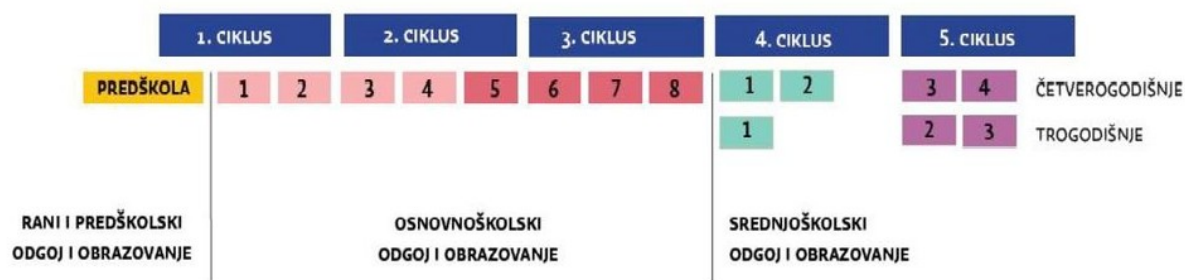 1. CIKLUS 2. CIKLUS 3. CIKLUS 4. CIKLUS 5. CIKLUS
PREDŠKOLA 1 2 3 4 5 6 7 8 1 2 3 4 ČETVEROGODIŠNJE
1 2 3 TROGODIŠNJE
RANI I PREDŠKOLSKI
ODGOJ I OBRAZOVANJE
OSNOVNOŠKOLSKI
ODGOJ I OBRAZOVANJE
SREDNJOŠKOLSKI
ODGOJ I OBRAZOVANJE